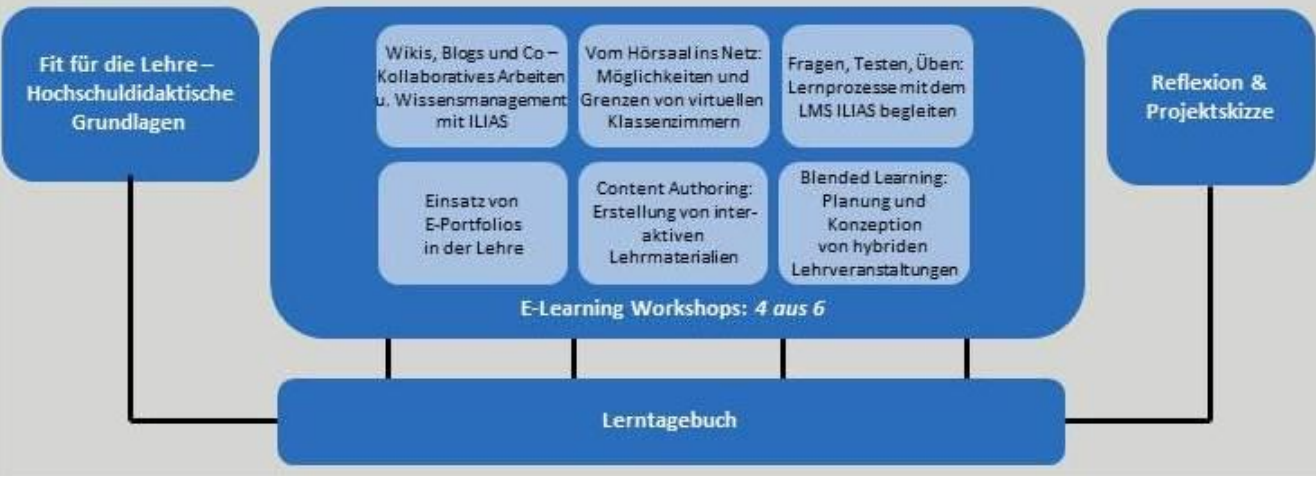 Fit für die Lehre –
Hochschuldidaktische
Grundlagen
Wikis, Blogs und Co –
Kollaboratives Arbeiten
u. Wissensmanagement
mit ILIAS
Vom Hörsaal ins Netz:
Möglichkeiten und
Grenzen von virtuellen
Klassenzimmern
Fragen, Testen, Üben:
Lernprozesse mit dem
LMS ILIAS begleiten
Einsatz von
E-Portfolios
in der Lehre
Content Authoring:
Erstellung von inter-
aktiven
Lehrmaterialien
Blended Learning:
Planung und
Konzeption
von hybriden
Lehrveranstaltungen
E-Learning Workshops: 4 aus 6
Reflexion &
Projektskizze
Lerntagebuch